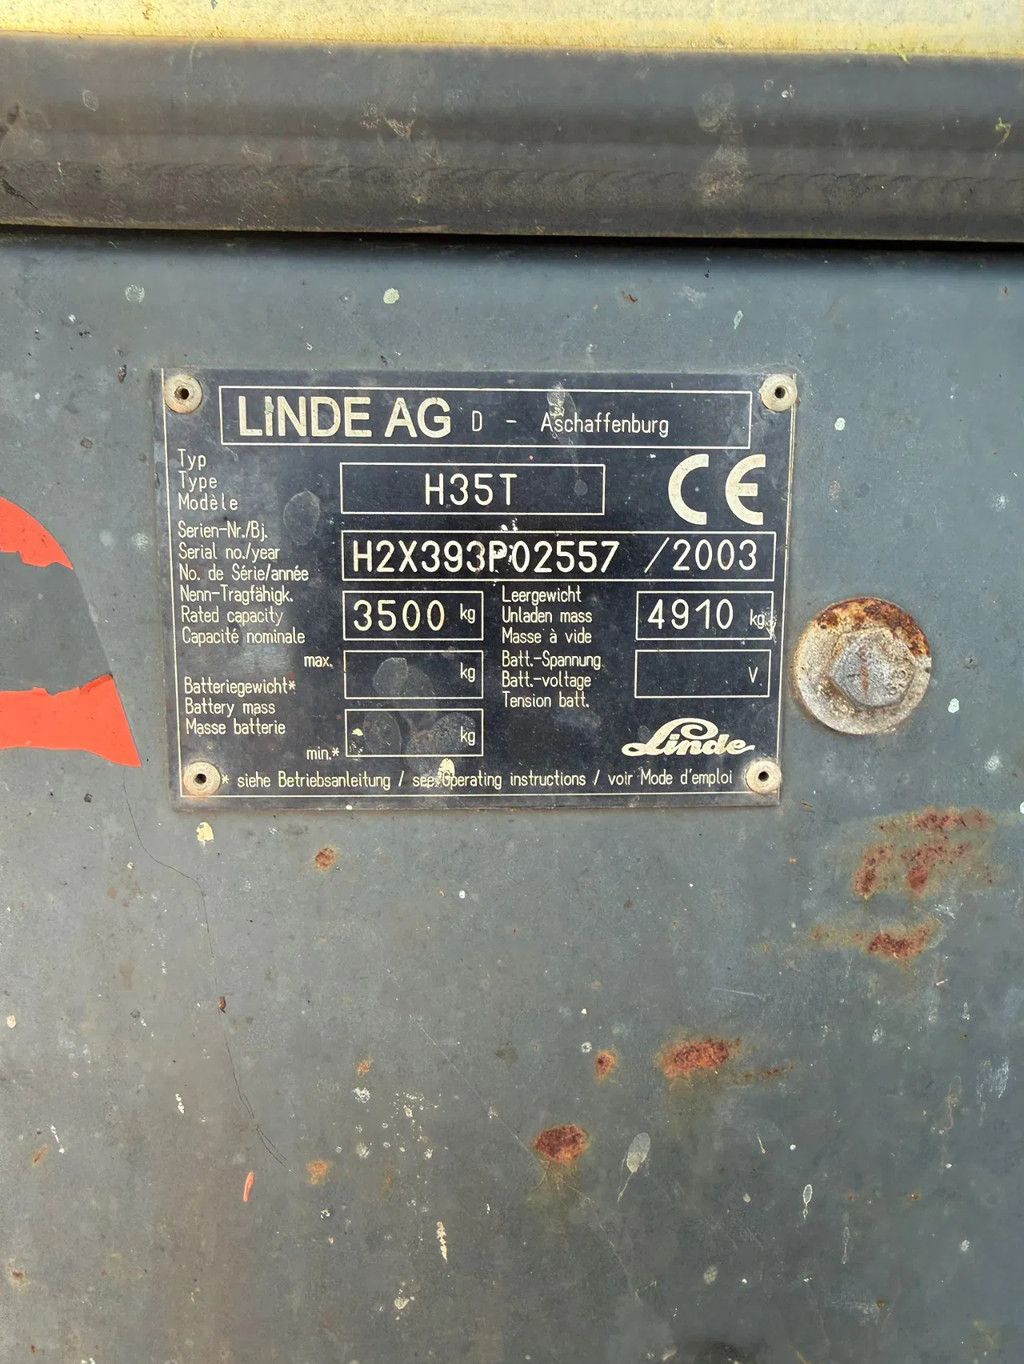 LINDE AG D - Aschaffenburg
Typ
Type
Modèle
H35T
CE
Serien-Nr./Bj.
Serial no./year
No. de Série/année
H2X393P02557 /2003
Nenn-Tragfähigk.
Rated capacity
Capacité nominale
3500 kg
Leergewicht
Unladen mass
Masse à vide
4910 kg
max.
kg
Batteriegewicht*
Battery mass
Masse batterie
min.*
kg
Batt.-Spannung
Batt.-voltage
Tension batt.
V
Linde
* siehe Betriebsanleitung / see Operating instructions / voir Mode d'emploi